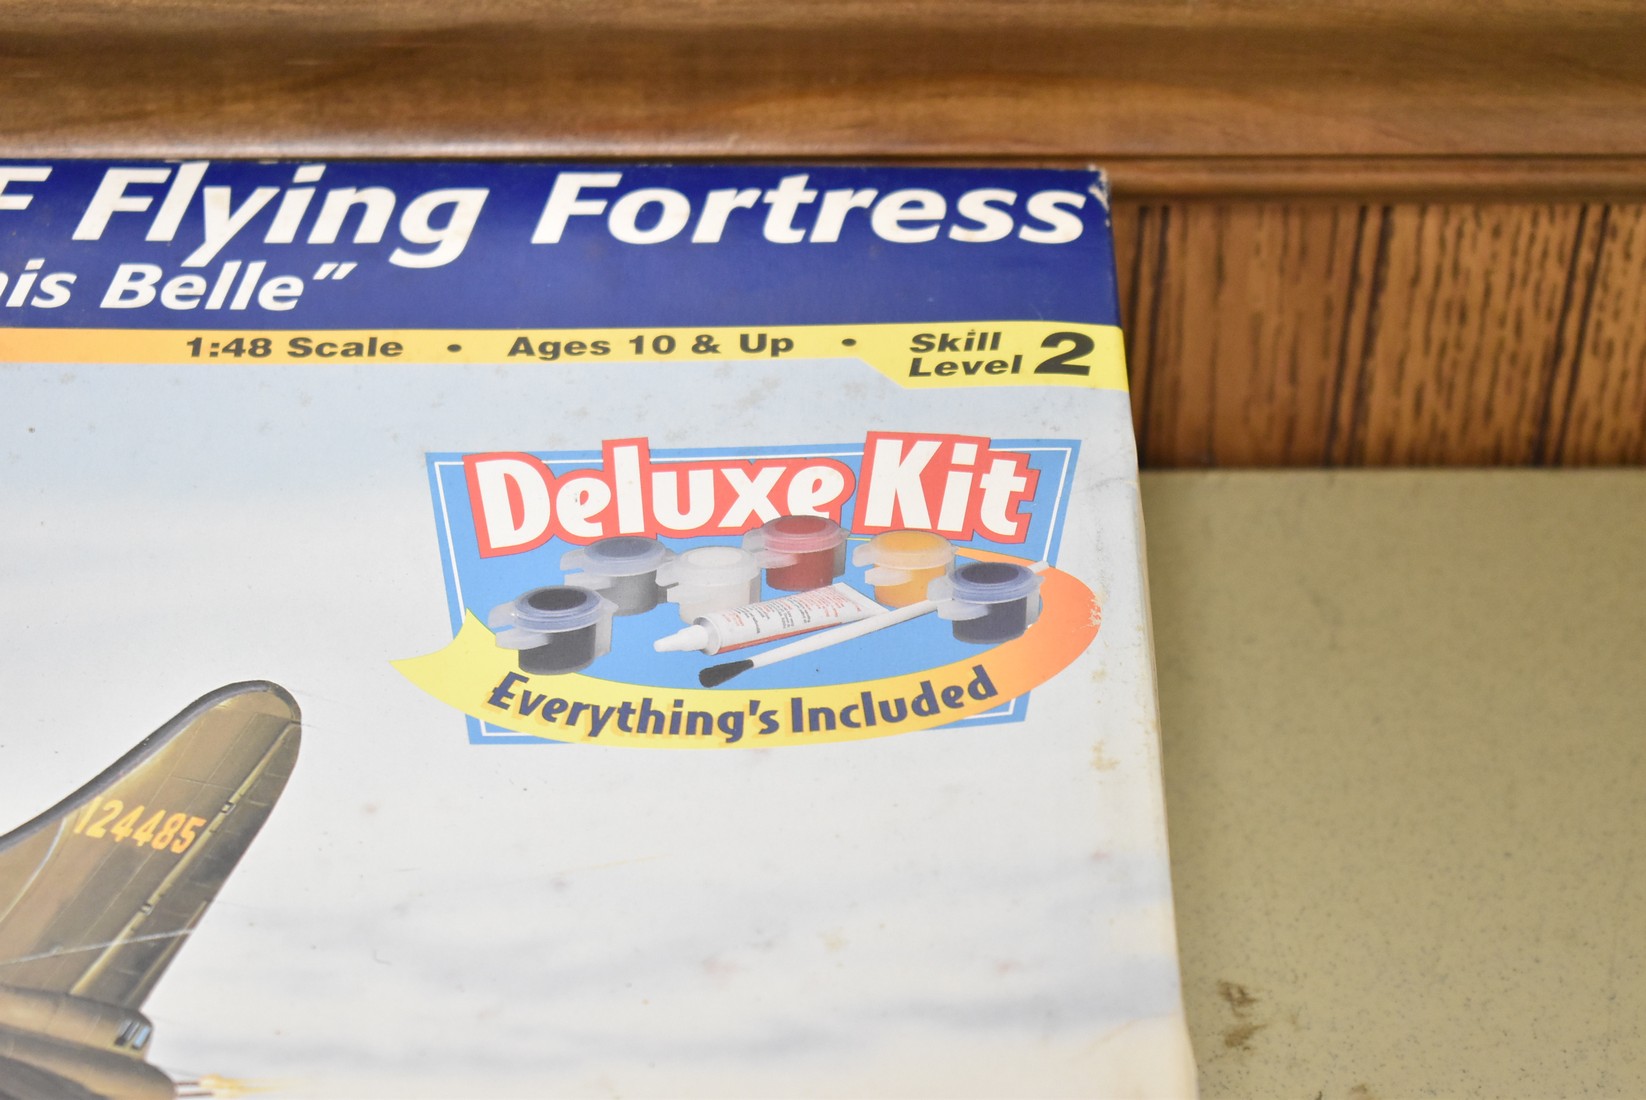 F Flying Fortress
his Belle”
1:48 Scale • Ages 10 & Up • Skill Level 2
Deluxe Kit
Everything's Included
124485